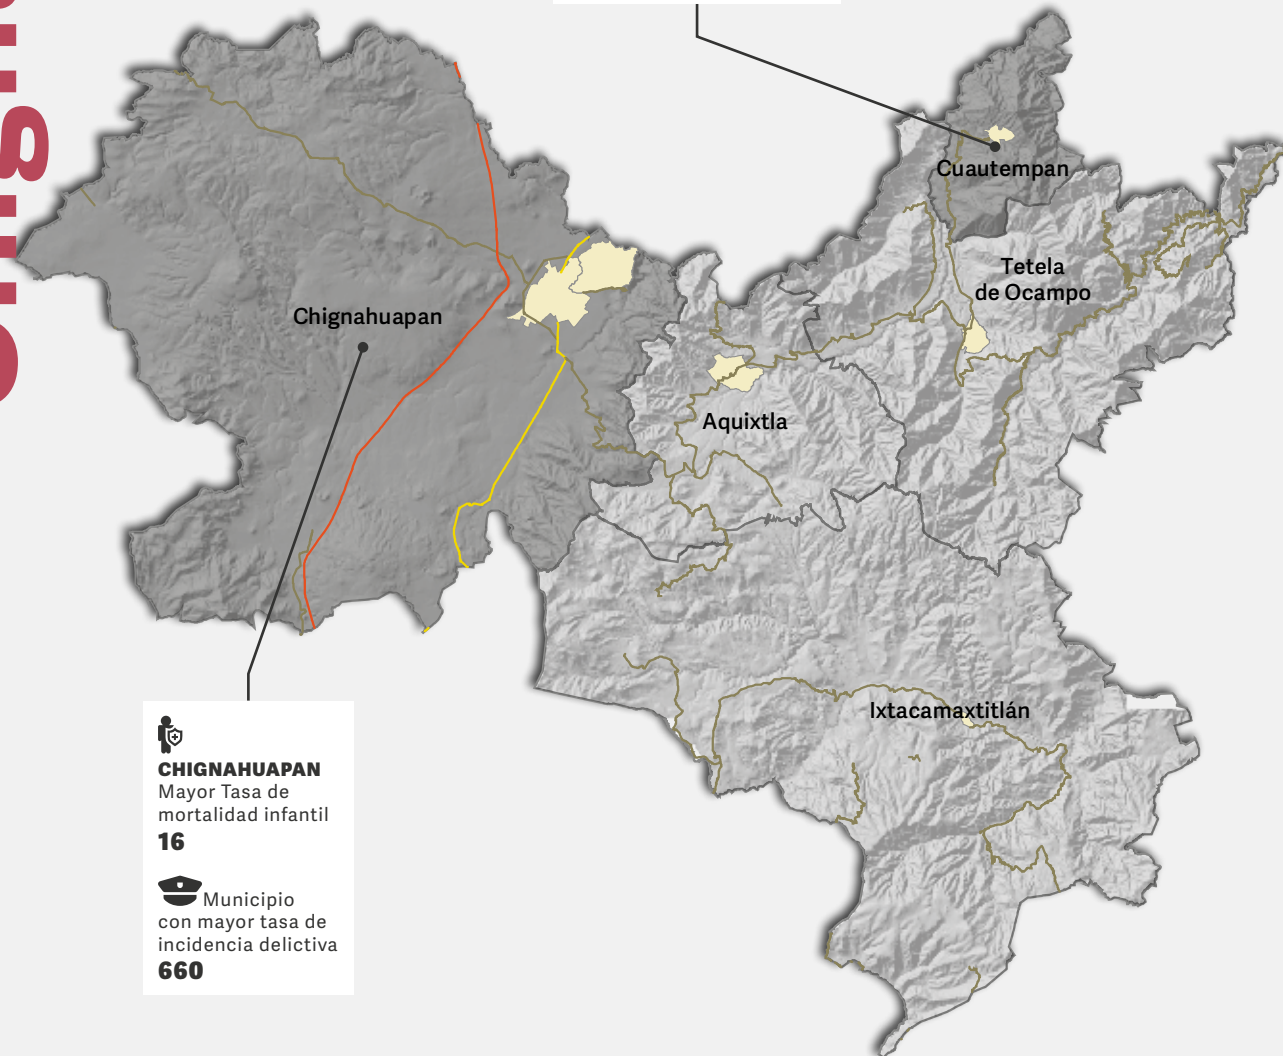 Cuautempan
Tetela
de Ocampo
Chignahuapan
Aquixtla
Ixtacamaxtitlán
CHIGNAHUAPAN
Mayor Tasa de
mortalidad infantil
16
Municipio
con mayor tasa de
incidencia delictiva
660